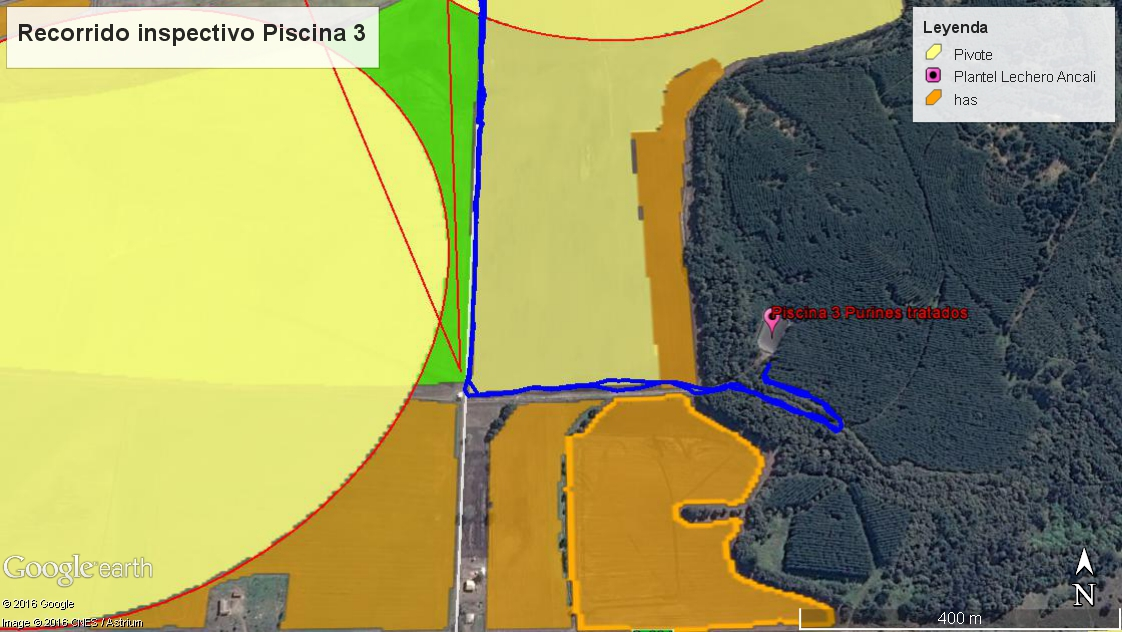 Recorrido inspectivo Piscina 3
Leyenda
Pivote
Plantel Lechero Ancali
has
Piscina 3 Purines tratados
Google earth
© 2016 Google
Image © 2016 CNES / Astrium
400 m
N